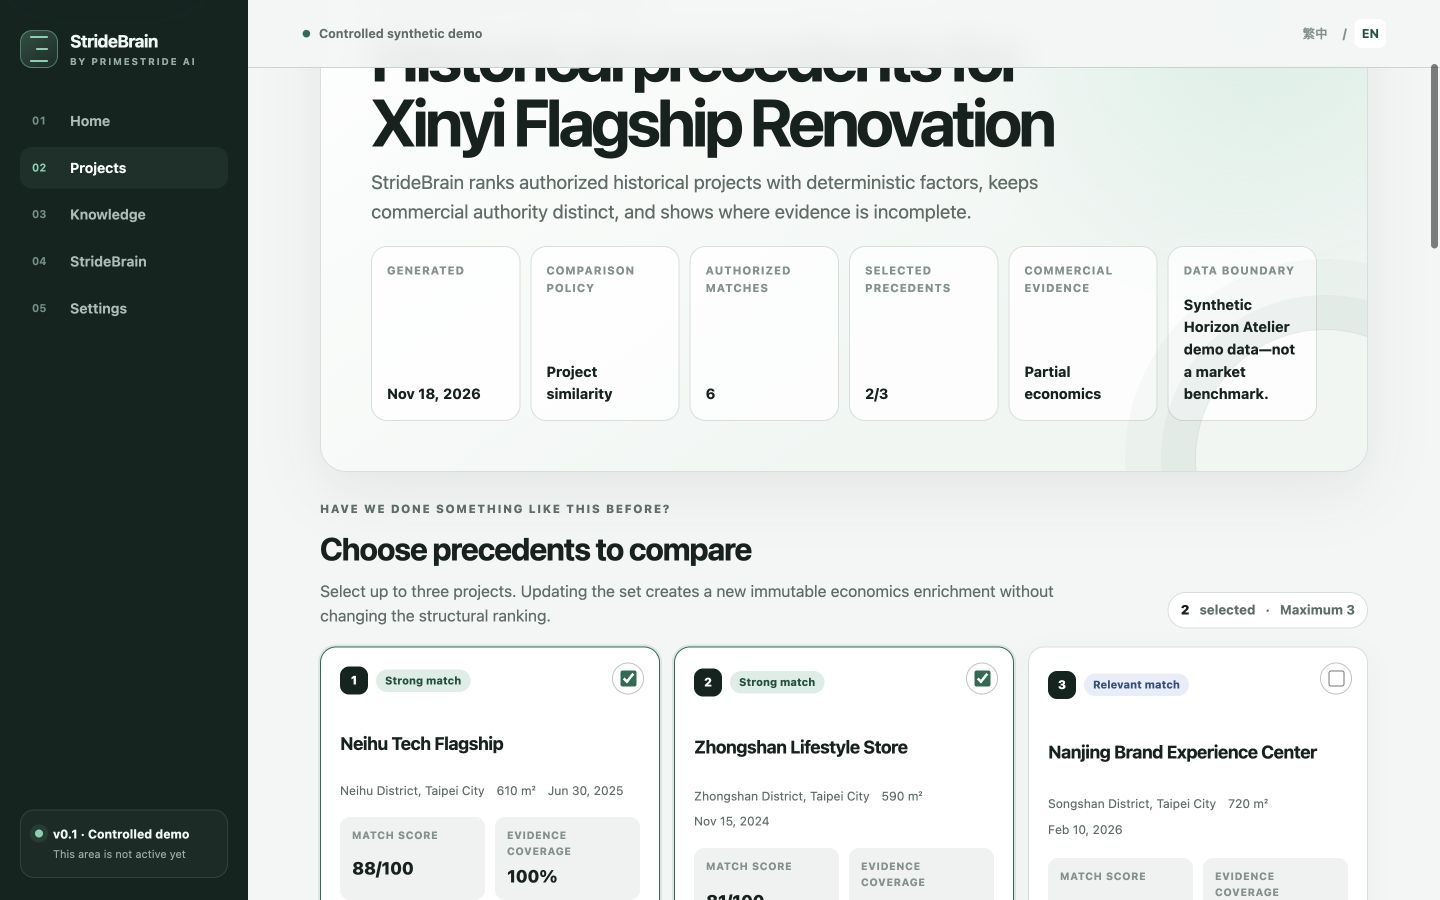 StrideBrain
BY PRIMESTRIDE AI
01 Home
02 Projects
03 Knowledge
04 StrideBrain
05 Settings
v0.1 · Controlled demo
This area is not active yet
Controlled synthetic demo
繁中 / EN
Historical precedents for
Xinyi Flagship Renovation
StrideBrain ranks authorized historical projects with deterministic factors, keeps
commercial authority distinct, and shows where evidence is incomplete.
GENERATED
Nov 18, 2026
COMPARISON
POLICY
Project
similarity
AUTHORIZED
MATCHES
6
SELECTED
PRECEDENTS
2/3
COMMERCIAL
EVIDENCE
Partial
economics
DATA BOUNDARY
Synthetic
Horizon Atelier
demo data—not
a market
benchmark.
HAVE WE DONE SOMETHING LIKE THIS BEFORE?
Choose precedents to compare
Select up to three projects. Updating the set creates a new immutable economics enrichment without
changing the structural ranking.
2 selected · Maximum 3
1 Strong match
Neihu Tech Flagship
Neihu District, Taipei City 610 m² Jun 30, 2025
MATCH SCORE
88/100
EVIDENCE
COVERAGE
100%
2 Strong match
Zhongshan Lifestyle Store
Zhongshan District, Taipei City 590 m²
Nov 15, 2024
MATCH SCORE
81/100
EVIDENCE
COVERAGE
3 Relevant match
Nanjing Brand Experience Center
Songshan District, Taipei City 720 m²
Feb 10, 2026
MATCH SCORE
EVIDENCE
COVERAGE